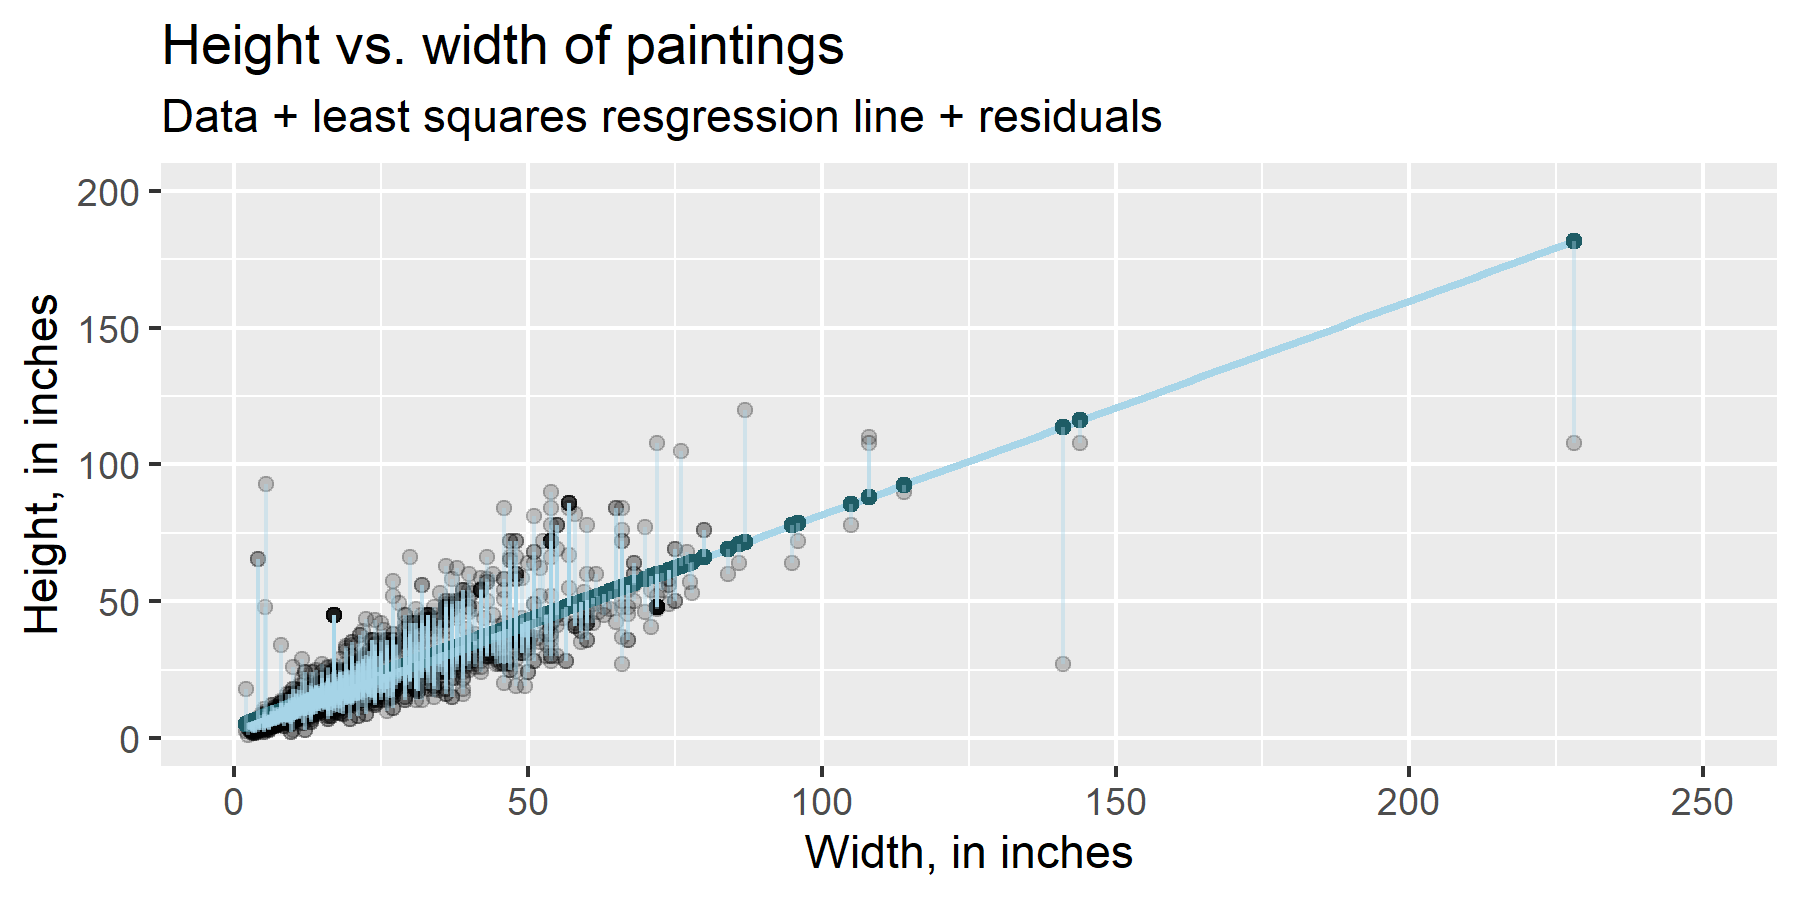 Height vs. width of paintings
Data + least squares resgression line + residuals
200
150
100
50
0
Height, in inches
0 50 100 150 200 250
Width, in inches